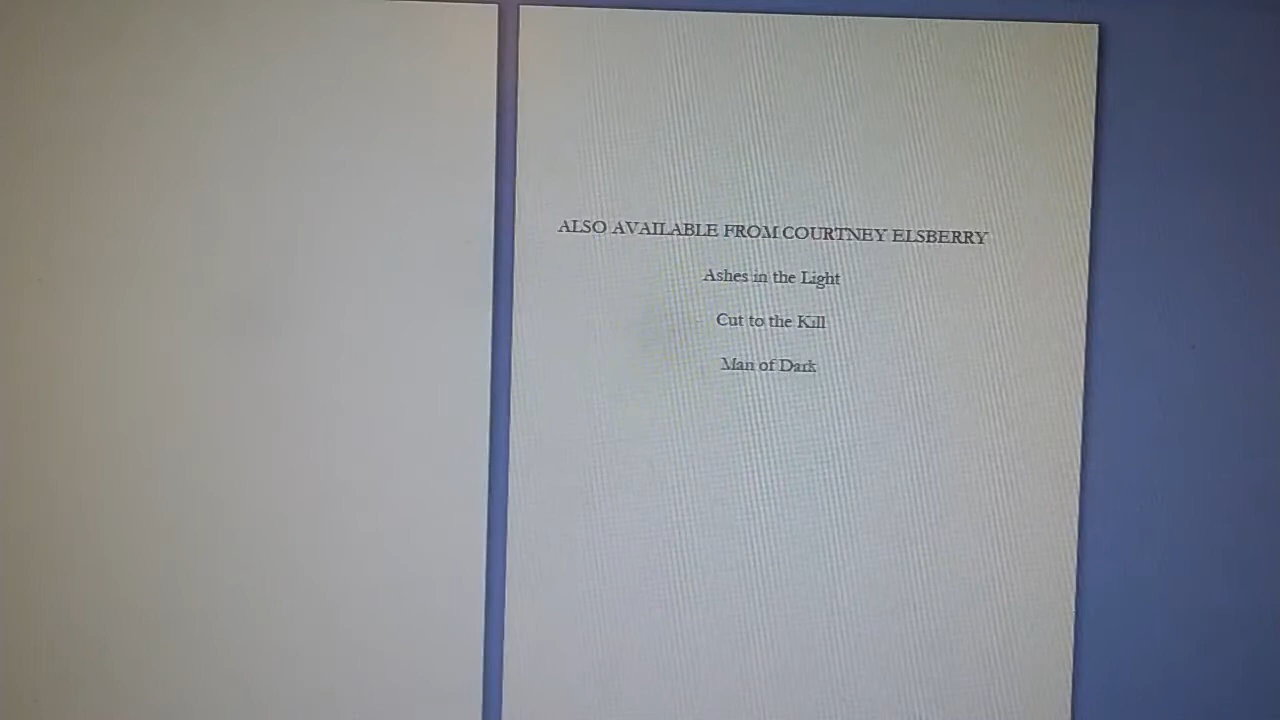 ALSO AVAILABLE FROM COURTNEY ELSBERRY
Ashes in the Light
Cut to the Kill
Man of Dark